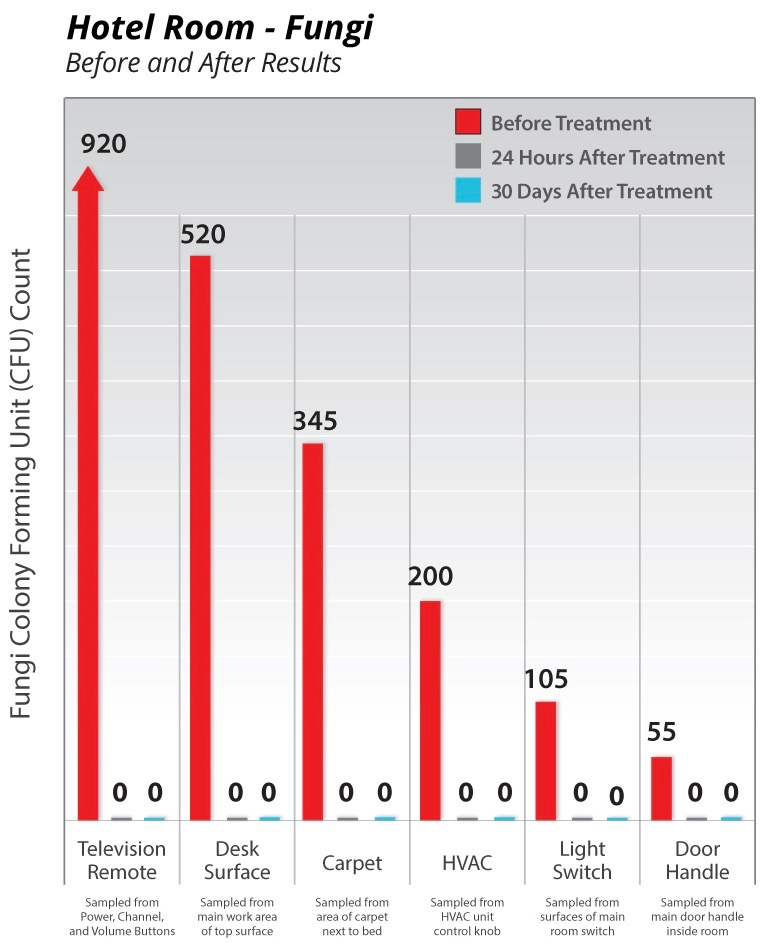 Hotel Room - Fungi
Before and After Results
Before Treatment
24 Hours After Treatment
30 Days After Treatment
Fungi Colony Forming Unit (CFU) Count
920
0 0
520
0 0
345
0 0
200
0 0
105
0 0
55
0 0
Television
Remote
Desk
Surface
Carpet
HVAC
Light
Switch
Door
Handle
Sampled from
Power, Channel,
and Volume Buttons
Sampled from
main work area
of top surface
Sampled from
area of carpet
next to bed
Sampled from
HVAC unit
control knob
Sampled from
surfaces of main
room switch
Sampled from
main door handle
inside room